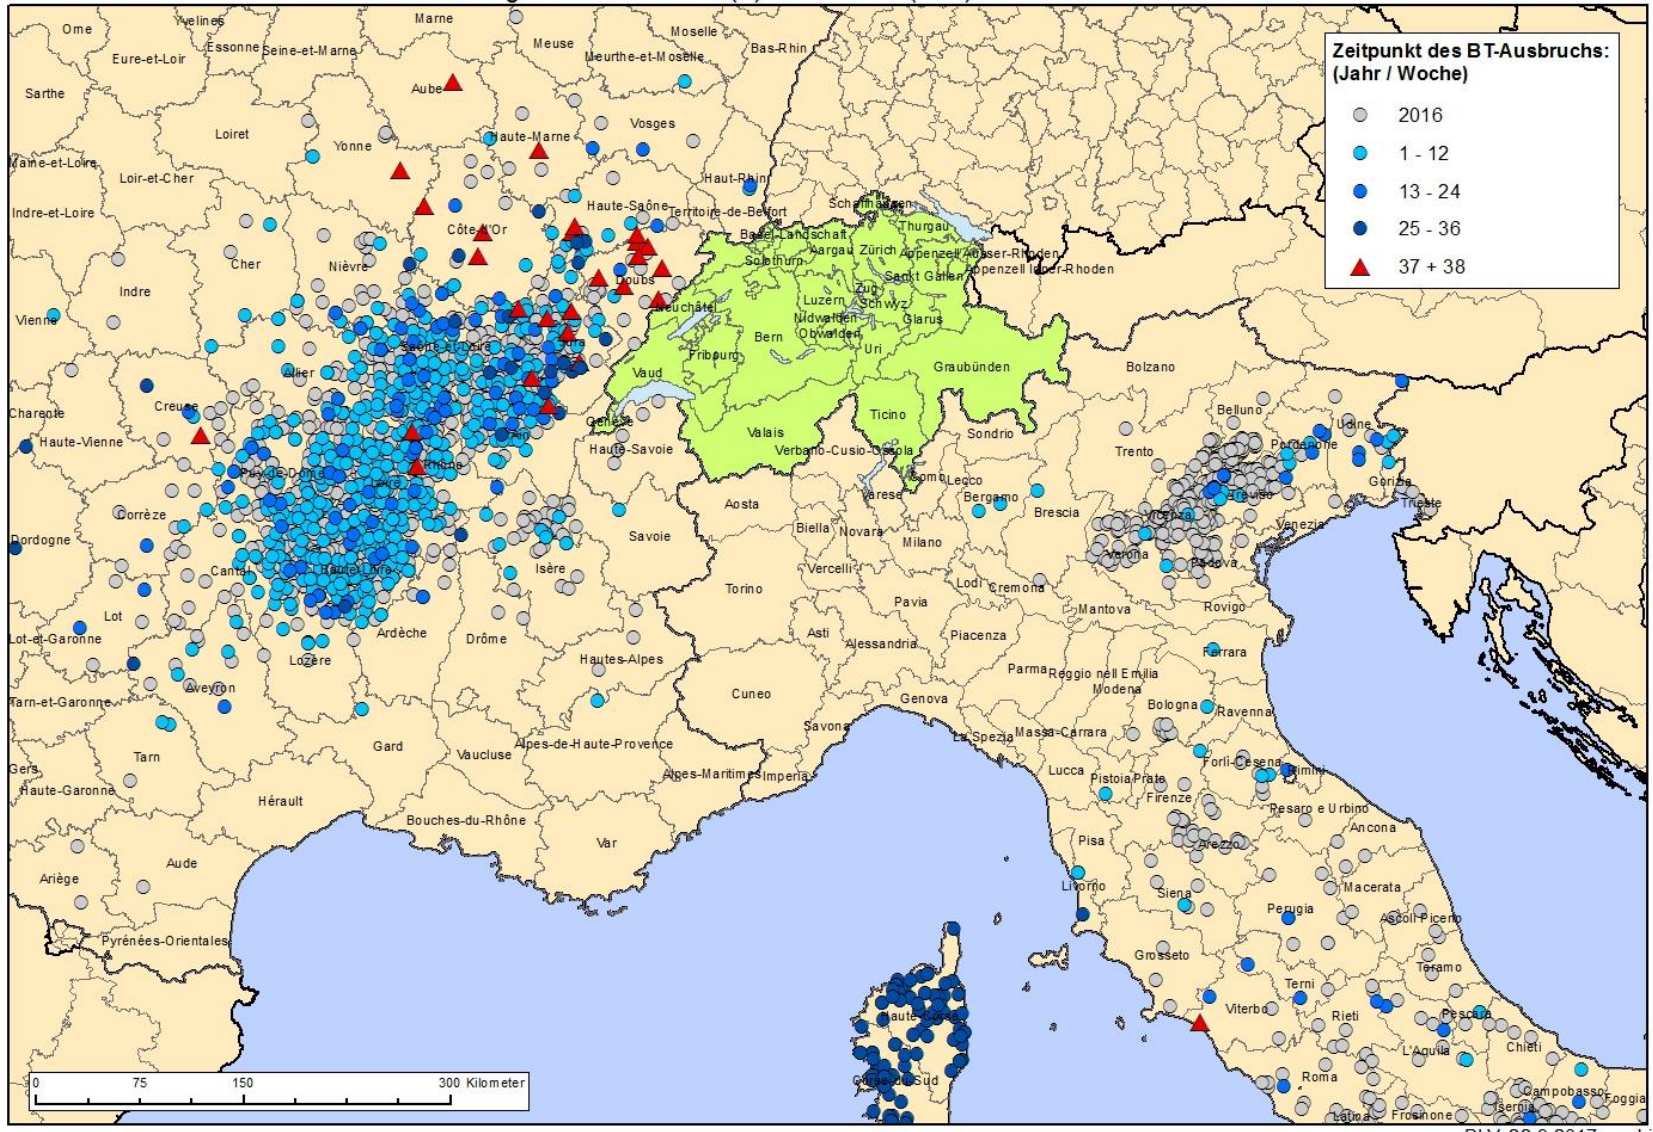 Zeitpunkt des BT-Ausbruchs:
(Jahr / Woche)
2016
1 - 12
13 - 24
25 - 36
37 + 38
Orne
Yvelines
Marne
Essonne
Seine-et-Marne
Meuse
Moselle
Meurthe-et-Moselle
Bas-Rhin
Eure-et-Loir
Sarthe
Aube
Loiret
Yonne
Haute-Marne
Vosges
Maine-et-Loire
Loir-et-Cher
Haut-Rhin
Indre-et-Loire
Haute-Saône
Territoire-de-Belfort
Côte-d'Or
Cher
Nièvre
Doubs
Indre
Vienne
Saône-et-Loire
Jura
Allier
Charente
Creuse
Haute-Vienne
Ain
Puy-de-Dôme
Rhône
Loire
Haute-Savoie
Corrèze
Savoie
Dordogne
Cantal
Haute-Loire
Isère
Lot
Ardèche
Drôme
Lot-et-Garonne
Lozère
Hautes-Alpes
Aveyron
Tarn-et-Garonne
Tarn
Gard
Vaucluse
Alpes-de-Haute-Provence
Gers
Haute-Garonne
Hérault
Alpes-Maritimes
Bouches-du-Rhône
Var
Aude
Ariège
Pyrénées-Orientales
Haute-Corse
Corse-du-Sud
Schaffhausen
Thurgau
Basel-Landschaft
Aargau
Zürich
Appenzell Ausser-Rhoden
Solothurn
Sankt Gallen
Appenzell Inner-Rhoden
Zug
Neuchâtel
Luzern
Schwyz
Nidwalden
Glarus
Obwalden
Bern
Fribourg
Uri
Vaud
Graubünden
Genève
Ticino
Valais
Verbano-Cusio-Ossola
Bolzano
Sondrio
Belluno
Udine
Trento
Pordenone
Como
Lecco
Varese
Bergamo
Aosta
Brescia
Treviso
Gorizia
Trieste
Biella
Novara
Milano
Vicenza
Venezia
Verona
Padova
Vercelli
Torino
Lodi
Cremona
Pavia
Mantova
Rovigo
Asti
Alessandria
Piacenza
Ferrara
Parma
Reggio nell Emilia
Modena
Cuneo
Genova
Bologna
Ravenna
Savona
La Spezia
Massa-Carrara
Imperia
Lucca
Pistoia
Prato
Forlì-Cesena
Rimini
Firenze
Pesaro e Urbino
Pisa
Arezzo
Ancona
Livorno
Siena
Macerata
Perugia
Ascoli Piceno
Grosseto
Teramo
Terni
Viterbo
Rieti
Pescara
L'Aquila
Chieti
Roma
Campobasso
Foggia
Isernia
Latina
Frosinone
0 75 150 300 Kilometer